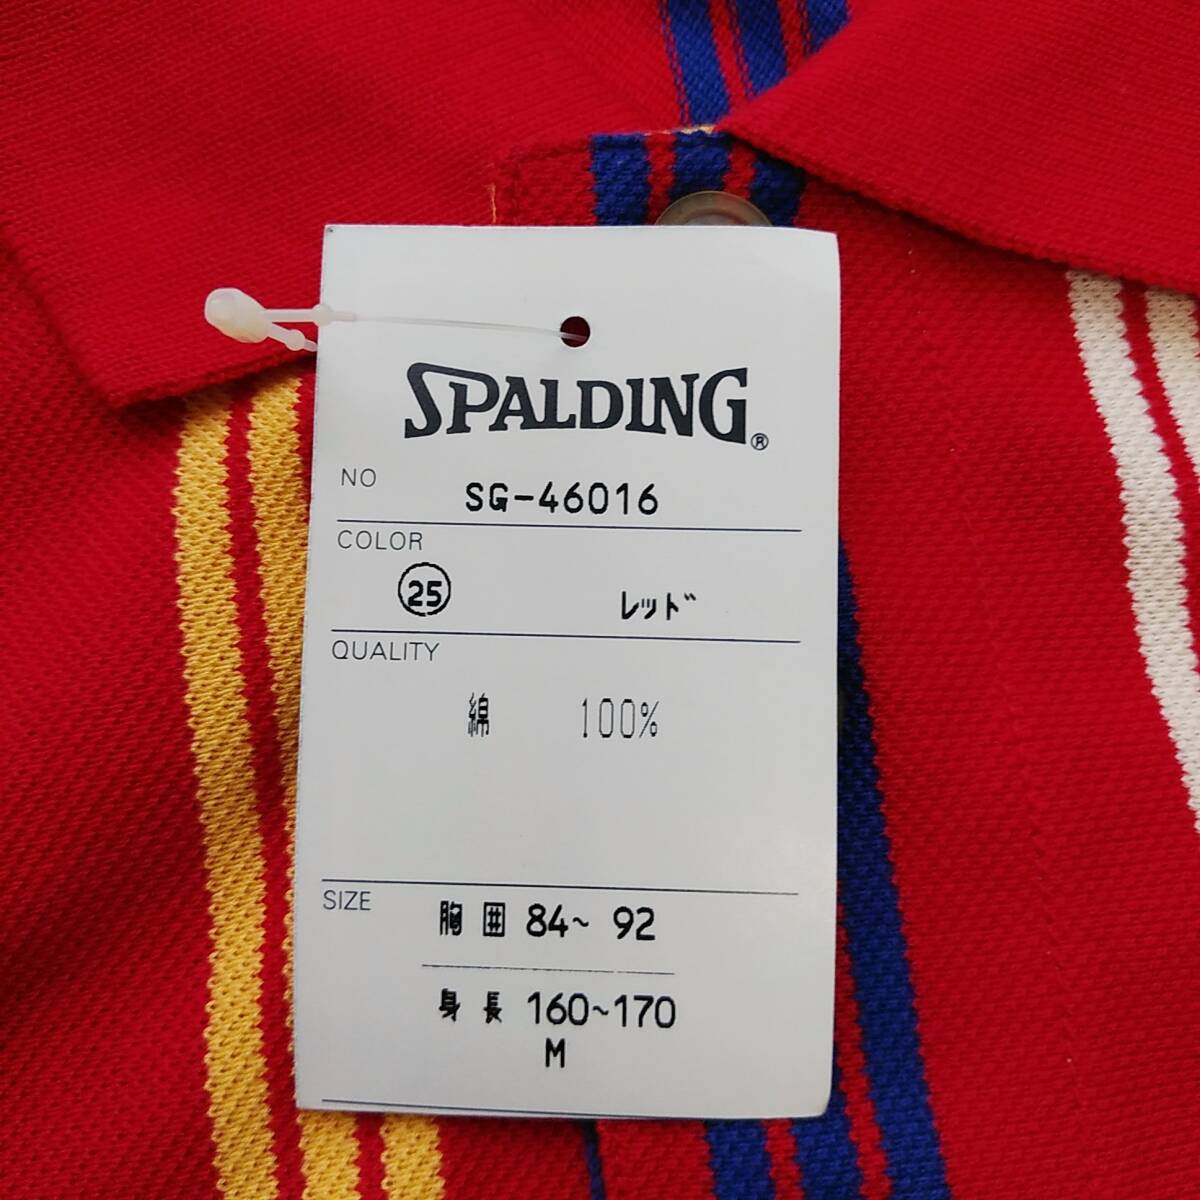 SPALDING®
NO SG-46016
COLOR
㉕ レッド
QUALITY
綿 100%
SIZE 胸囲 84~ 92
身長 160~170
M